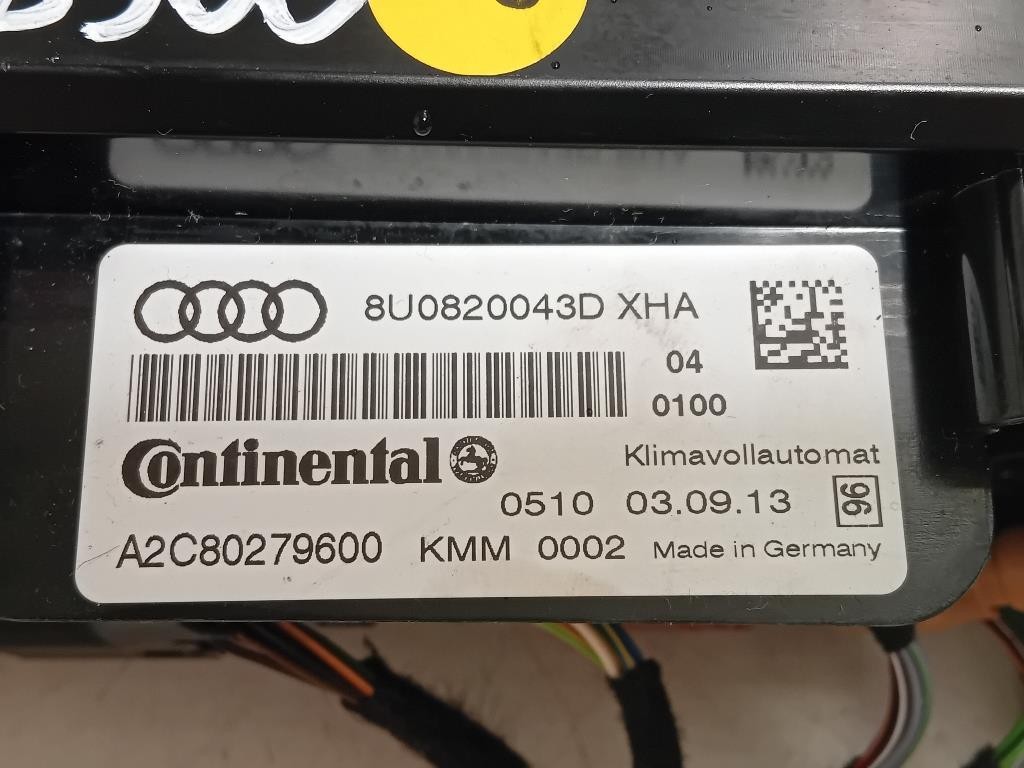 8U0820043D XHA
04
0100
Continental
Klimavollautomat
0510 03.09.13
96
A2C80279600 KMM 0002 Made in Germany